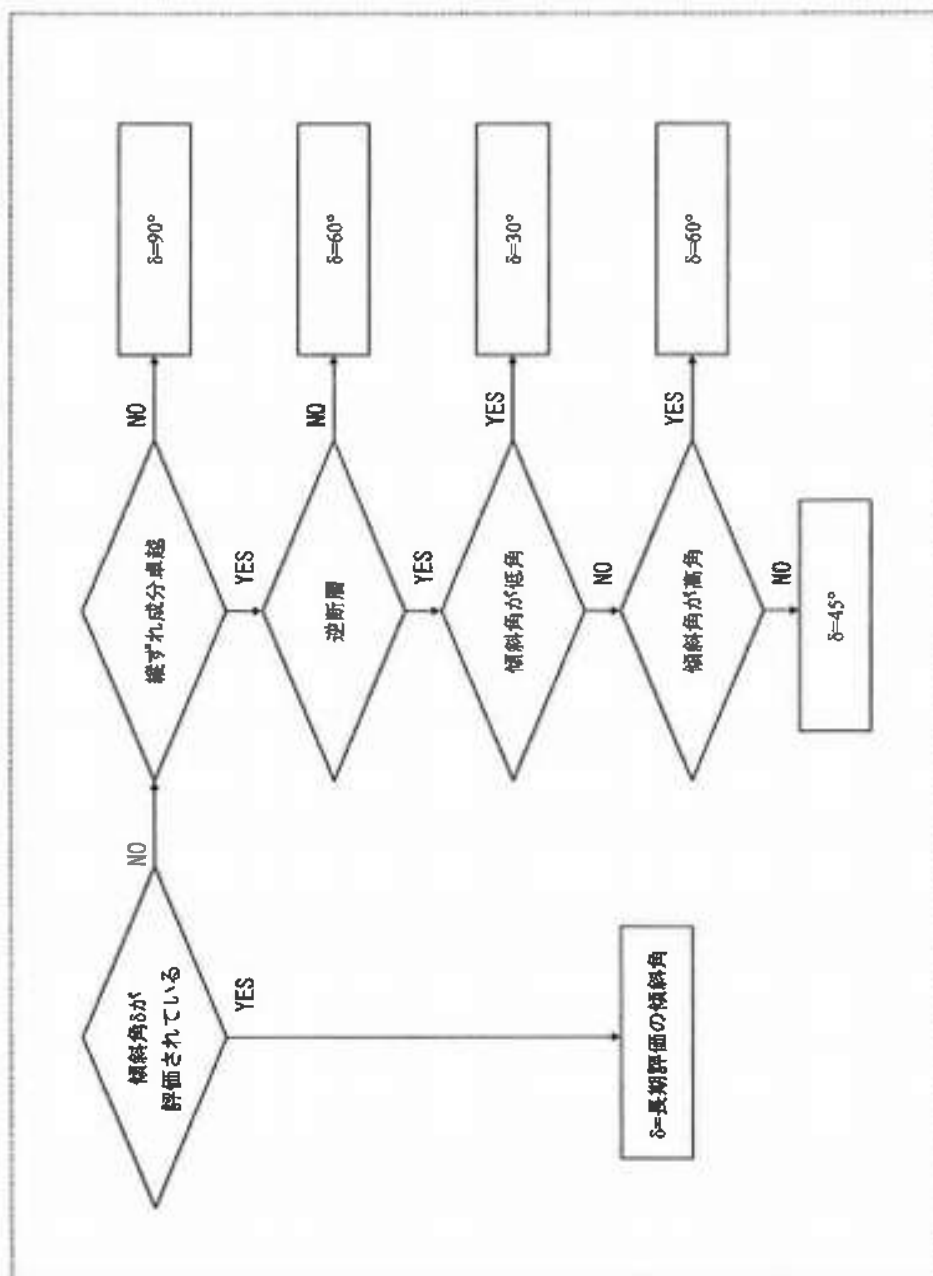 傾斜角δが
評価されている
NO
YES
δ=長期評価の傾斜角
縦ずれ成分卓越
NO
δ=90°
YES
逆断層
NO
δ=60°
YES
傾斜角が低角
YES
δ=30°
NO
傾斜角が高角
YES
δ=60°
NO
δ=45°